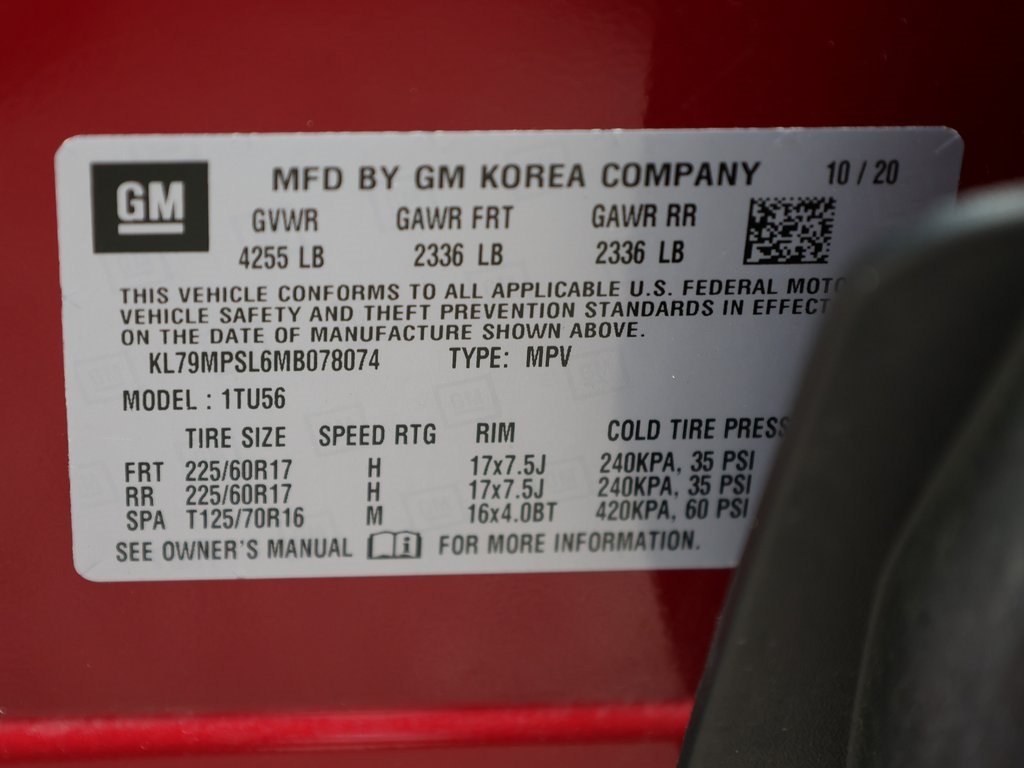 GM
MFD BY GM KOREA COMPANY 10 / 20
GVWR GAWR FRT GAWR RR
4255 LB 2336 LB 2336 LB
THIS VEHICLE CONFORMS TO ALL APPLICABLE U.S. FEDERAL MOTO
VEHICLE SAFETY AND THEFT PREVENTION STANDARDS IN EFFECT
ON THE DATE OF MANUFACTURE SHOWN ABOVE.
KL79MPSL6MB078074 TYPE: MPV
MODEL : 1TU56
TIRE SIZE SPEED RTG RIM COLD TIRE PRESS
FRT 225/60R17 H 17x7.5J 240KPA, 35 PSI
RR 225/60R17 H 17x7.5J 240KPA, 35 PSI
SPA T125/70R16 M 16x4.0BT 420KPA, 60 PSI
SEE OWNER'S MANUAL FOR MORE INFORMATION.